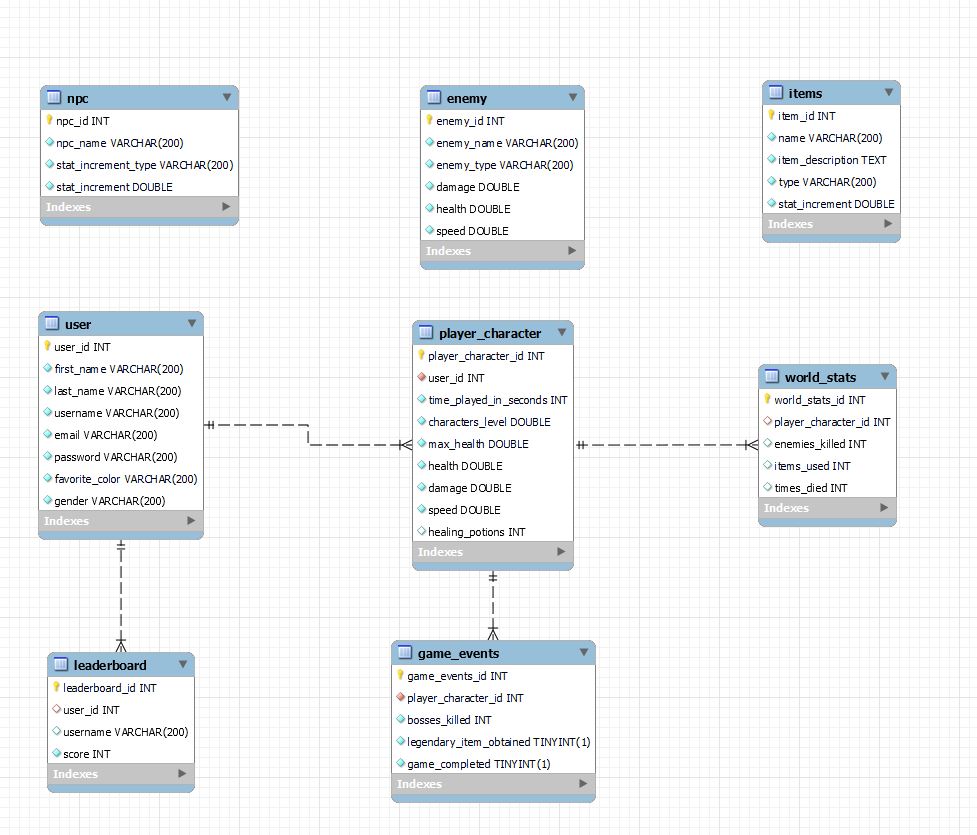 npc
npc_id INT
npc_name VARCHAR(200)
stat_increment_type VARCHAR(200)
stat_increment DOUBLE
Indexes
enemy
enemy_id INT
enemy_name VARCHAR(200)
enemy_type VARCHAR(200)
damage DOUBLE
health DOUBLE
speed DOUBLE
Indexes
items
item_id INT
name VARCHAR(200)
item_description TEXT
type VARCHAR(200)
stat_increment DOUBLE
Indexes
user
user_id INT
first_name VARCHAR(200)
last_name VARCHAR(200)
username VARCHAR(200)
email VARCHAR(200)
password VARCHAR(200)
favorite_color VARCHAR(200)
gender VARCHAR(200)
Indexes
player_character
player_character_id INT
user_id INT
time_played_in_seconds INT
characters_level DOUBLE
max_health DOUBLE
health DOUBLE
damage DOUBLE
speed DOUBLE
healing_potions INT
Indexes
world_stats
world_stats_id INT
player_character_id INT
enemies_killed INT
items_used INT
times_died INT
Indexes
leaderboard
leaderboard_id INT
user_id INT
username VARCHAR(200)
score INT
Indexes
game_events
game_events_id INT
player_character_id INT
bosses_killed INT
legendary_item_obtained TINYINT(1)
game_completed TINYINT(1)
Indexes